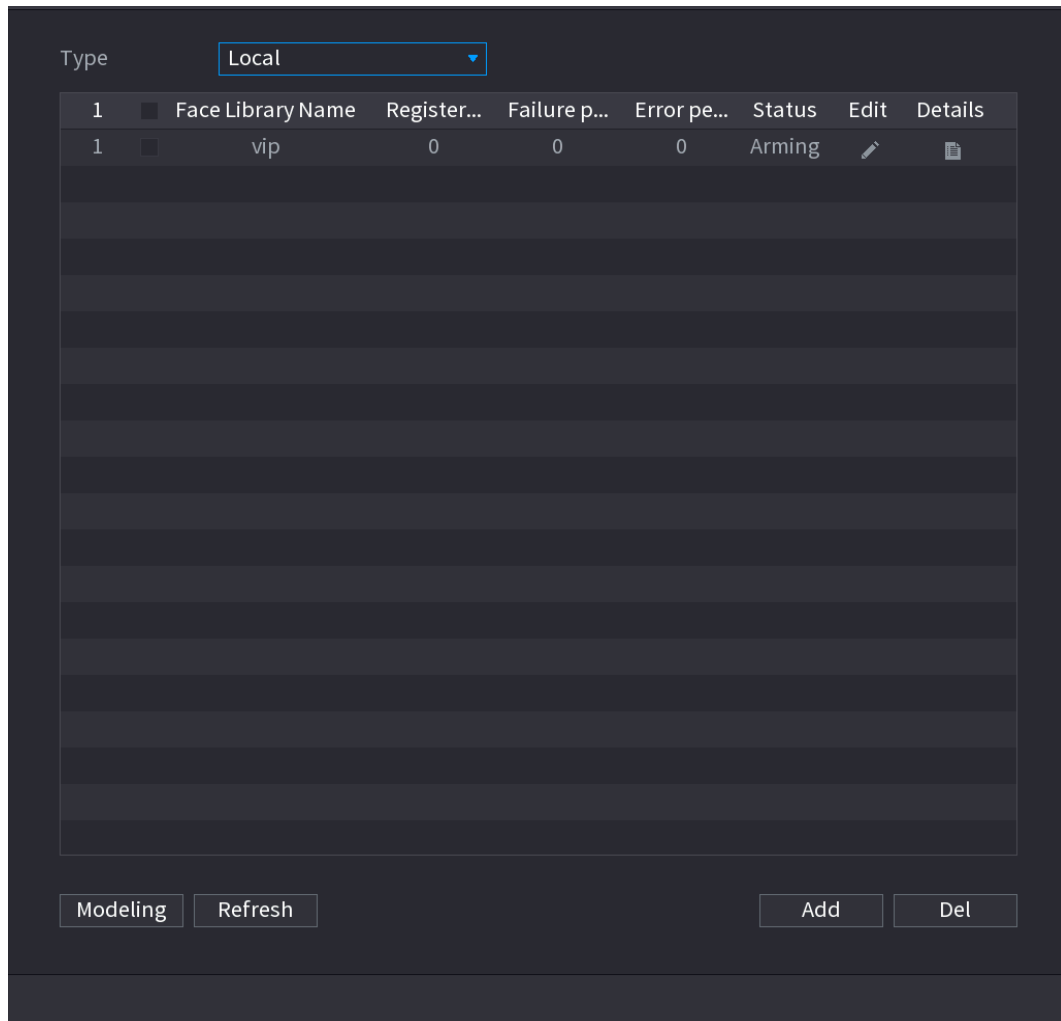 Type Local
1 Face Library Name Register... Failure p... Error pe... Status Edit Details
1 vip 0 0 0 Arming
Modeling Refresh Add Del